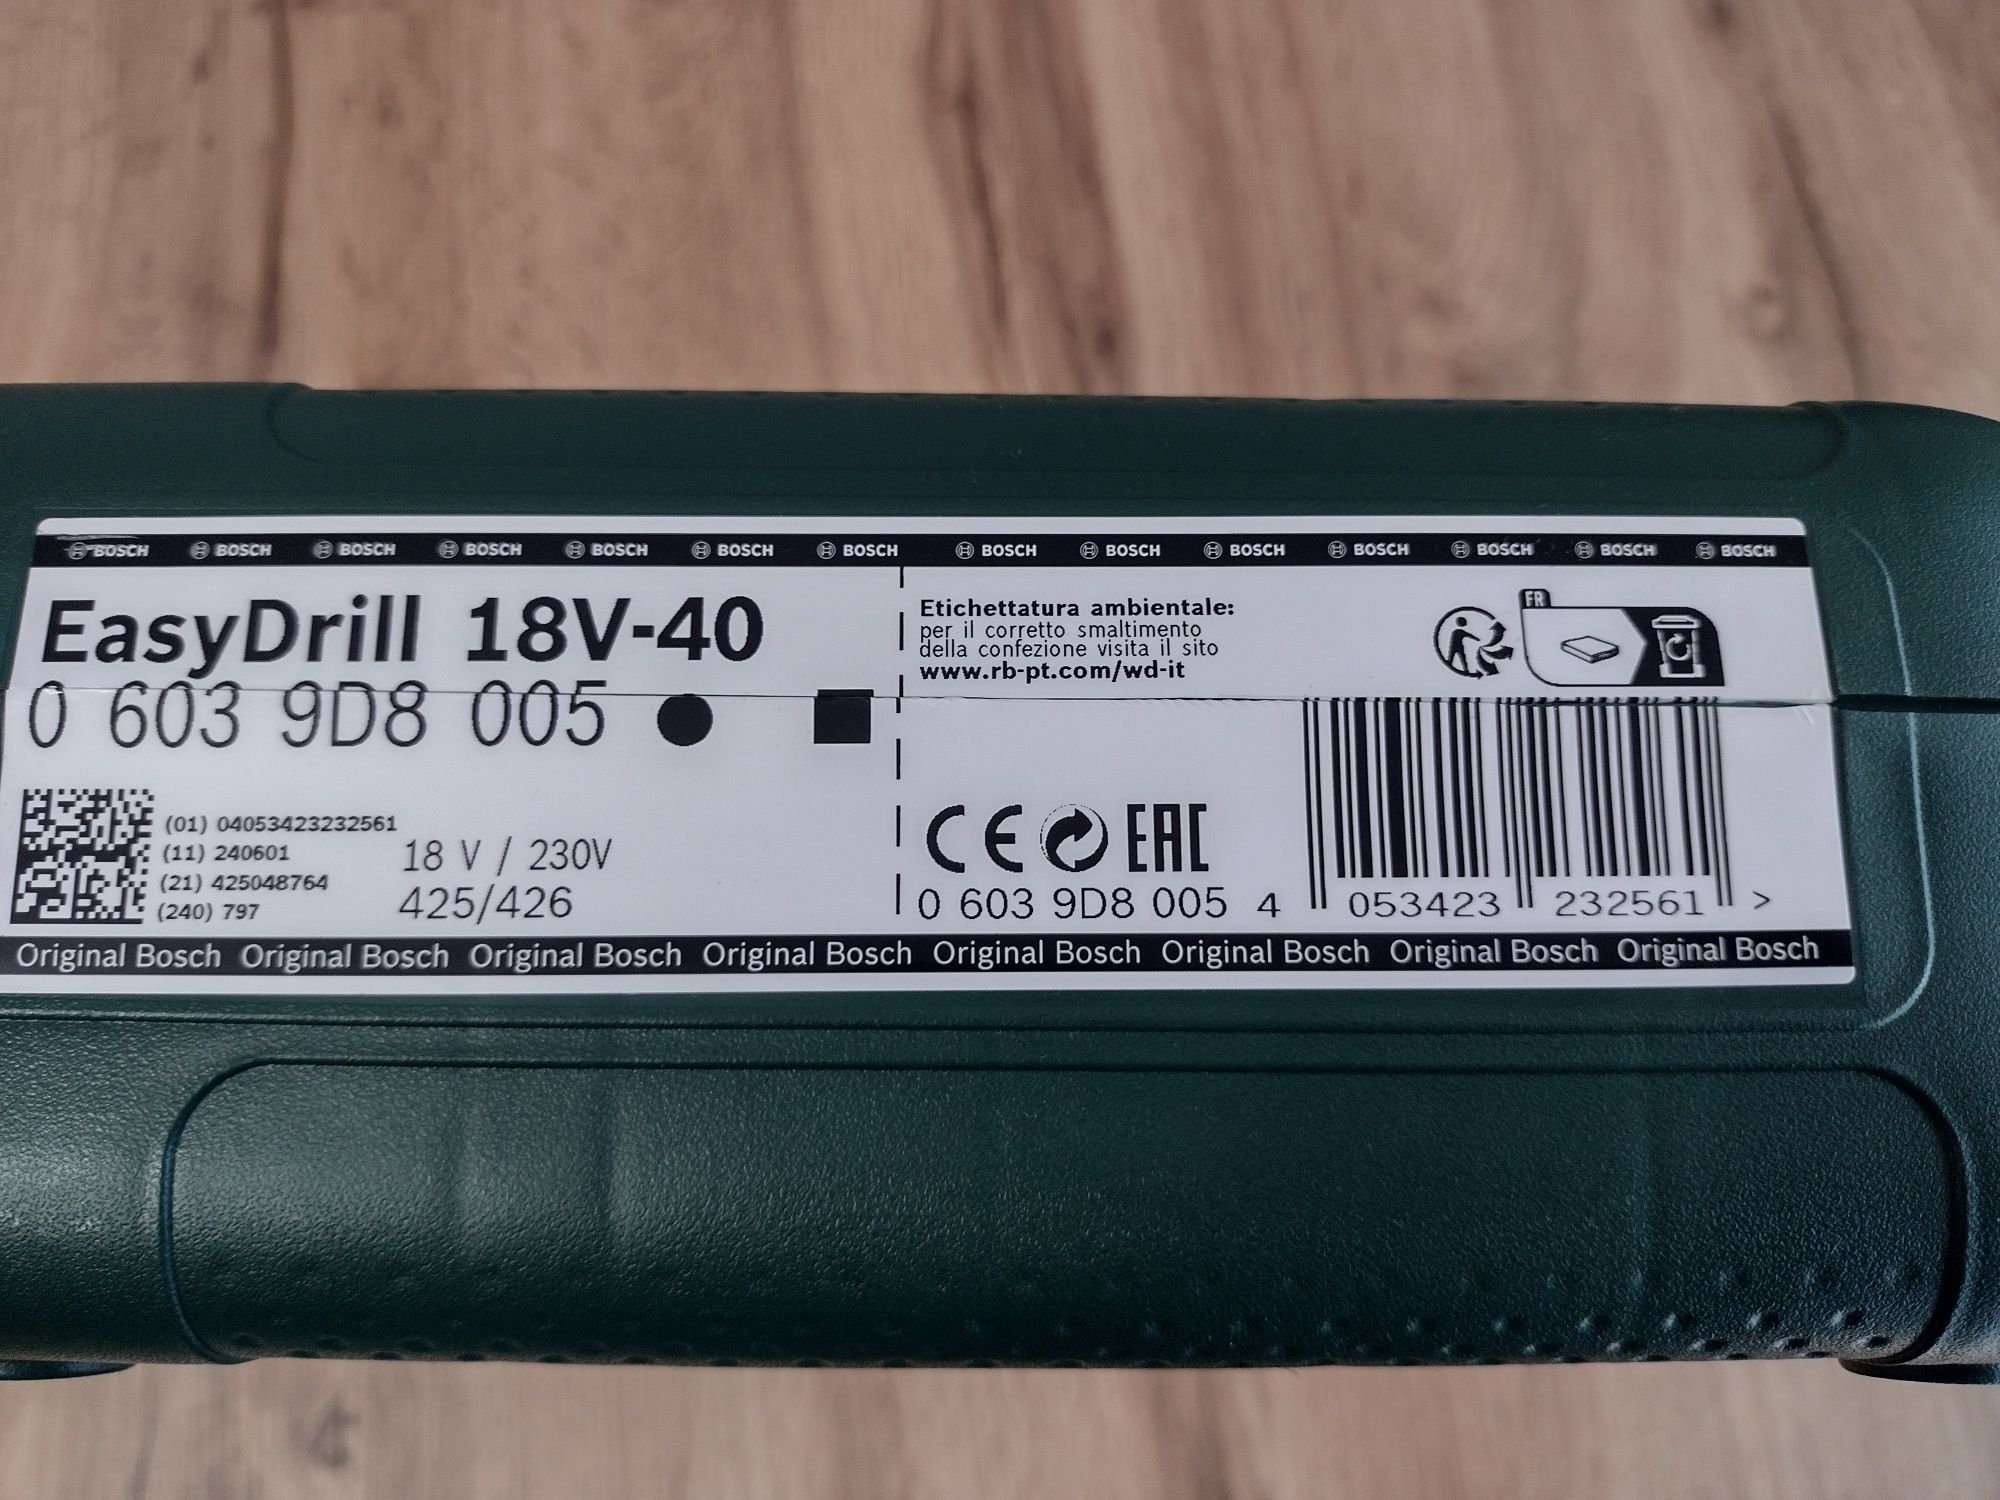 BOSCH BOSCH BOSCH BOSCH BOSCH BOSCH BOSCH BOSCH BOSCH BOSCH BOSCH BOSCH BOSCH BOSCH
EasyDrill 18V-40
0 603 9D8 005
(01) 04053423232561
(11) 240601
(21) 425048764
(240) 797
18 V / 230V
425/426
Etichettatura ambientale:
per il corretto smaltimento
della confezione visita il sito
www.rb-pt.com/wd-it
FR
CE EAC
0 603 9D8 005
4 053423 232561 >
Original Bosch Original Bosch Original Bosch Original Bosch Original Bosch Original Bosch Original Bosch Original Bosch